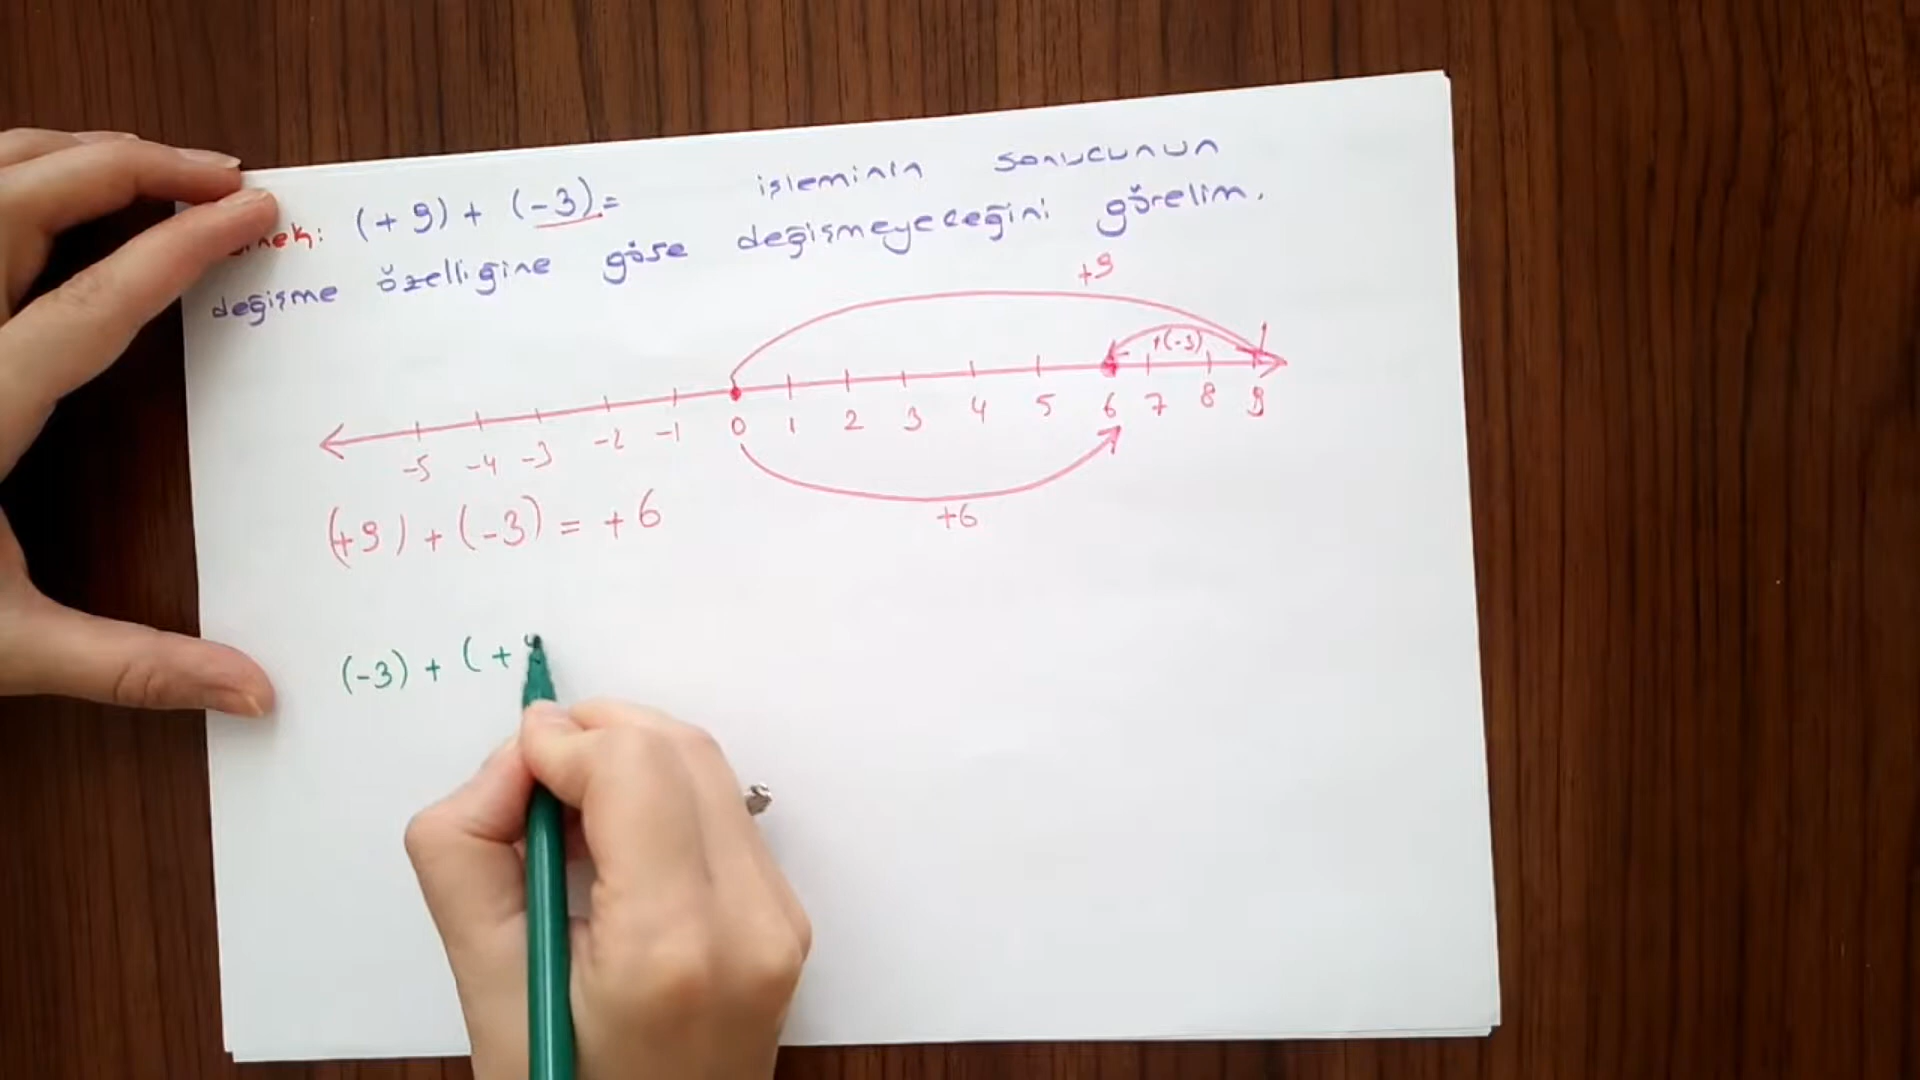 (+9) + (-3) = işleminin sonucunun
değişme özelliğine göre değişmeyeceğini görelim.
+9
+(-3)
-5 -4 -3 -2 -1 0 1 2 3 4 5 6 7 8 9
+6
(+9) + (-3) = +6
(-3) + (+